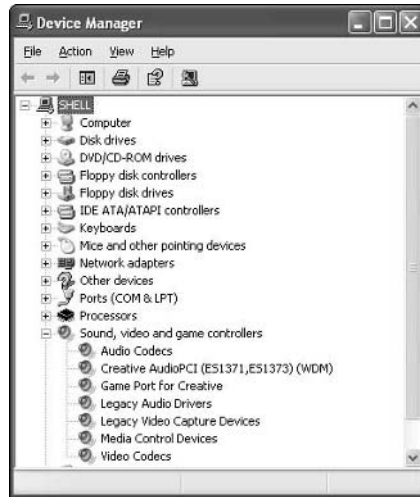 Device Manager
File Action View Help
SHELL
Computer
Disk drives
DVD/CD-ROM drives
Floppy disk controllers
Floppy disk drives
IDE ATA/ATAPI controllers
Keyboards
Mice and other pointing devices
Network adapters
Other devices
Ports (COM & LPT)
Processors
Sound, video and game controllers
Audio Codecs
Creative AudioPCI (ES1371,ES1373) (WDM)
Game Port for Creative
Legacy Audio Drivers
Legacy Video Capture Devices
Media Control Devices
Video Codecs